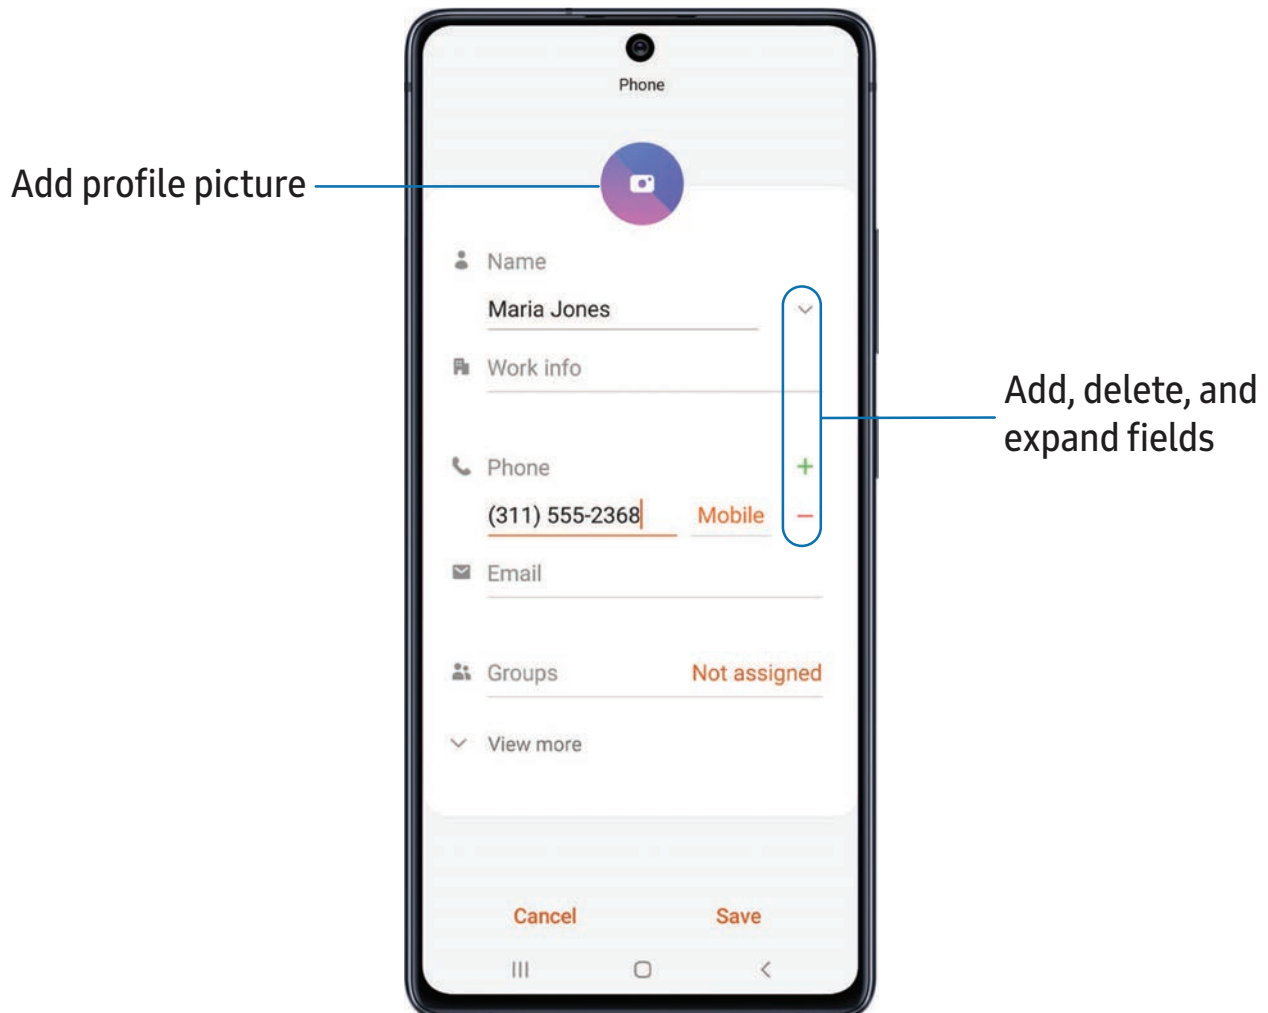 Phone
Add profile picture
Name
Maria Jones
Work info
Add, delete, and
expand fields
Phone
(311) 555-2368 Mobile
Email
Groups Not assigned
View more
Cancel Save